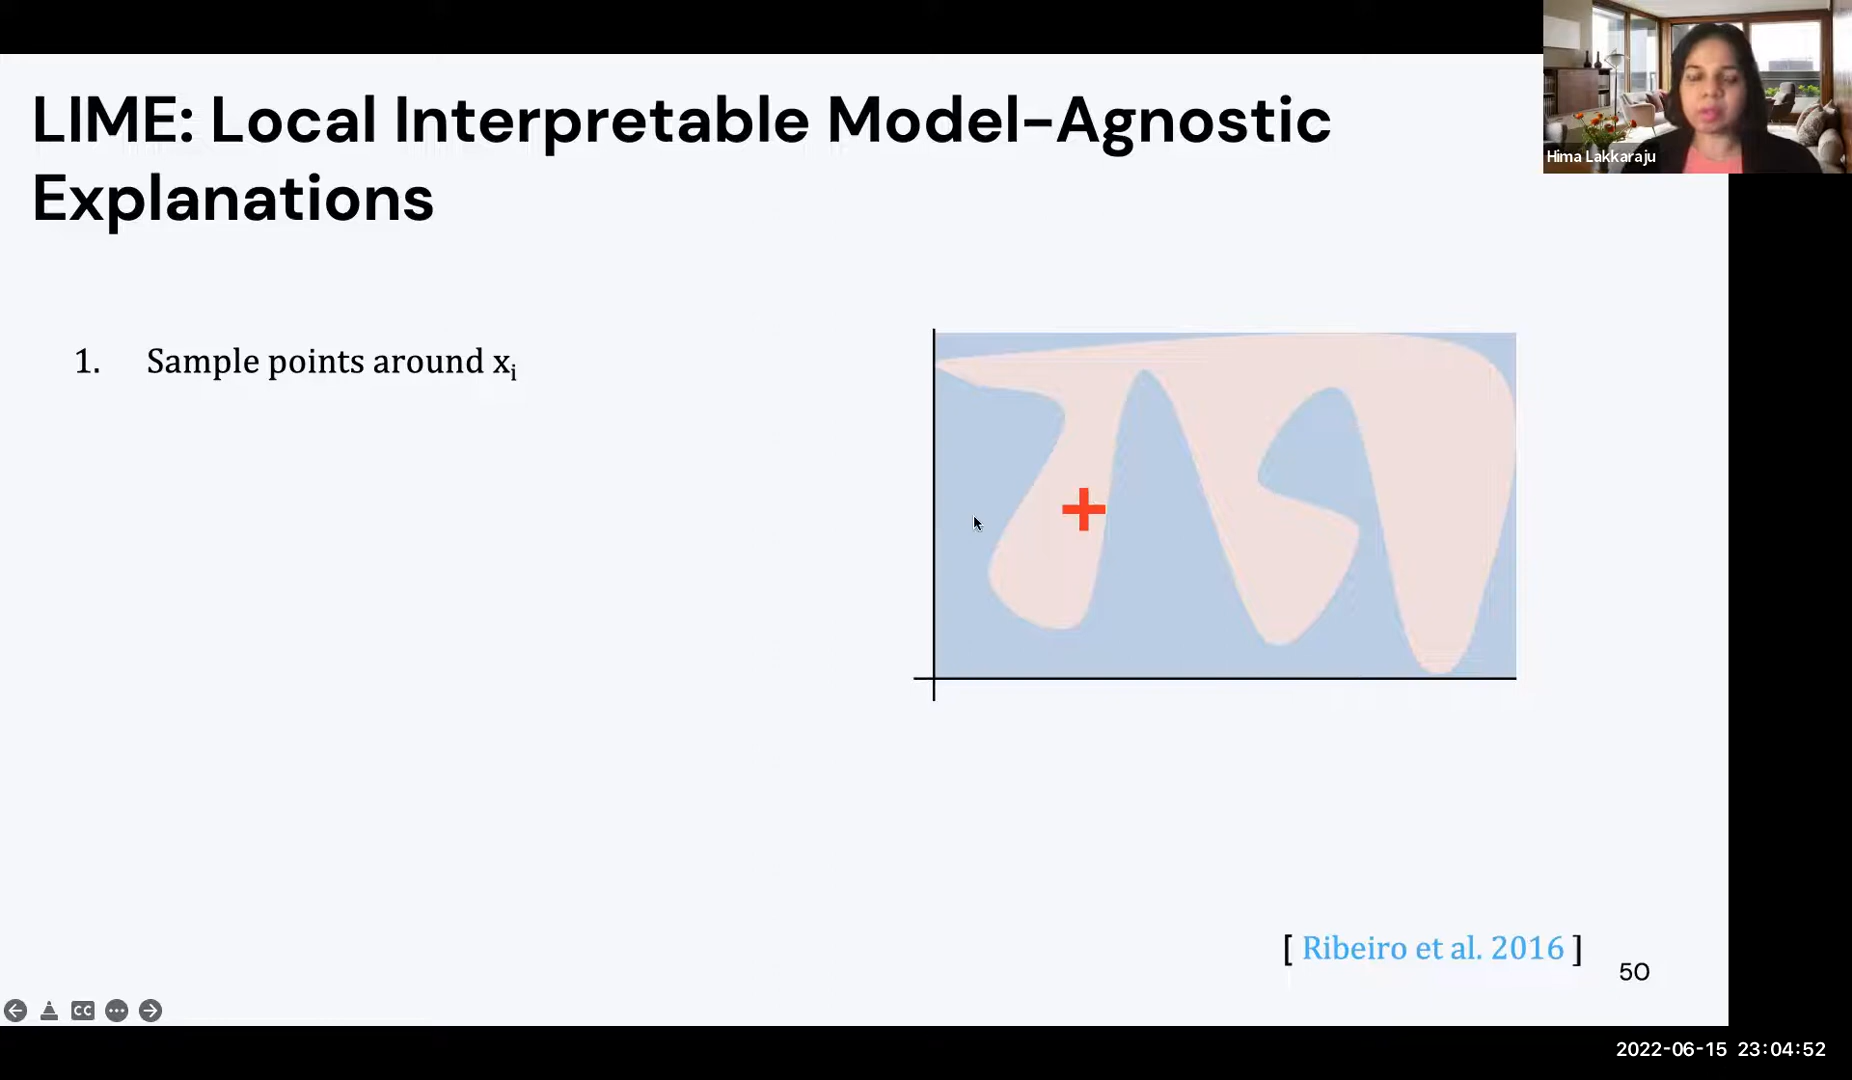 LIME: Local Interpretable Model-Agnostic
Explanations
Hima Lakkaraju
1. Sample points around xᵢ
[ Ribeiro et al. 2016 ]
50
CC
2022-06-15 23:04:52